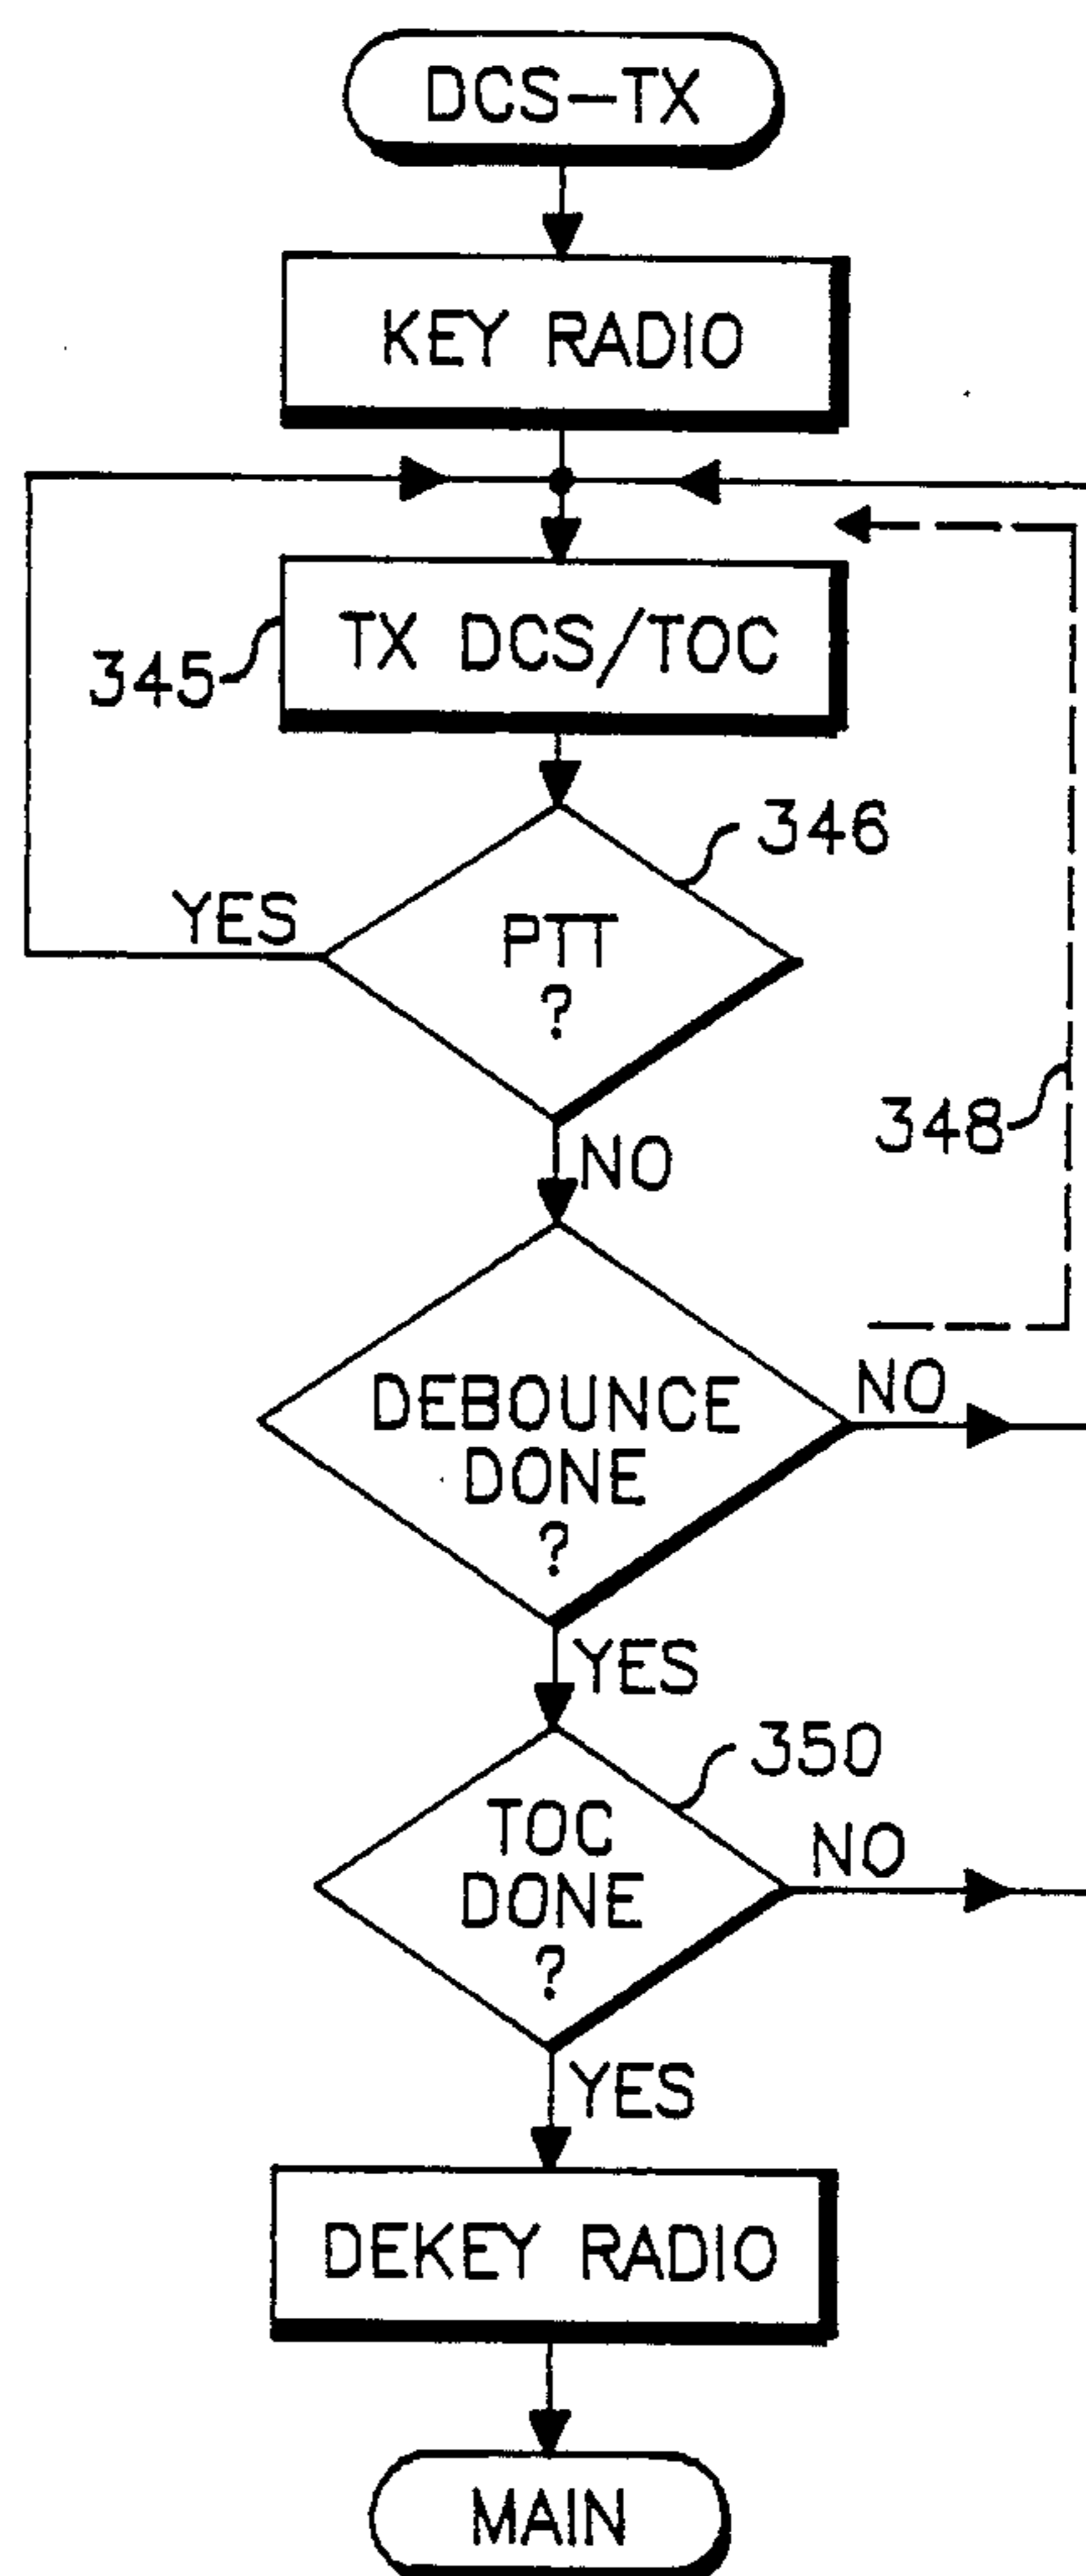 DCS-TX
KEY RADIO
TX DCS/TOC
345
346
YES
PTT
?
348
NO
DEBOUNCE
DONE
?
NO
YES
350
TOC
DONE
?
NO
YES
DEKEY RADIO
MAIN